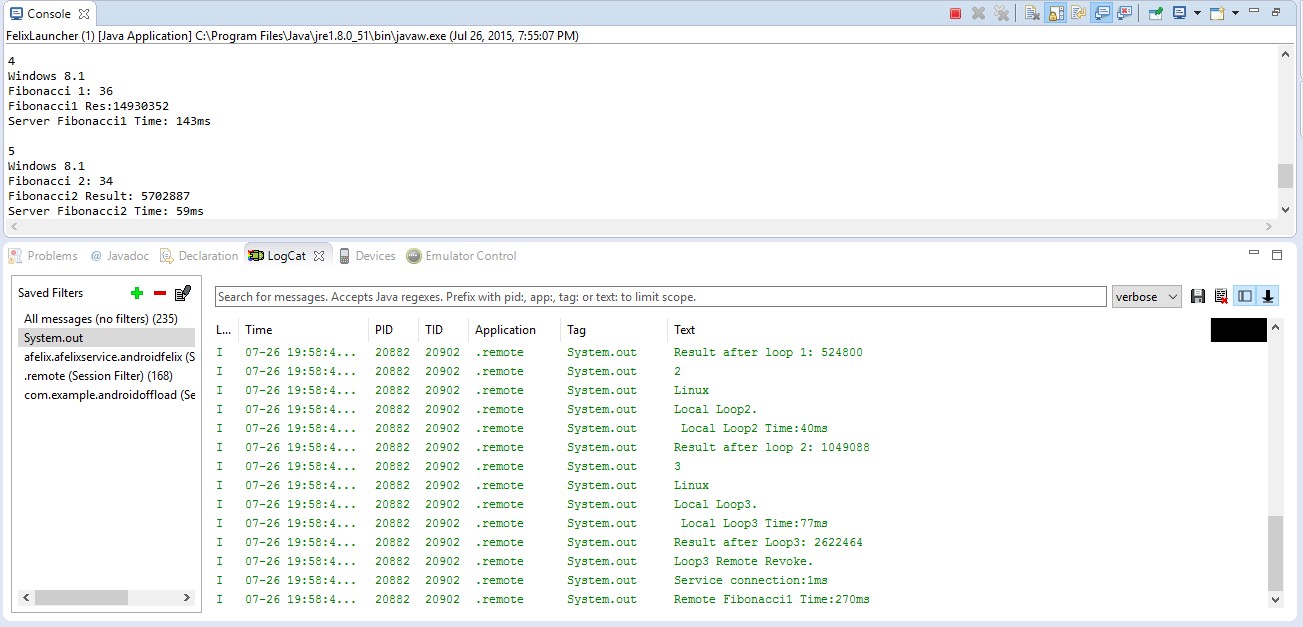 Console
FelixLauncher (1) [Java Application] C:\Program Files\Java\jre1.8.0_51\bin\javaw.exe (Jul 26, 2015, 7:55:07 PM)
4
Windows 8.1
Fibonacci 1: 36
Fibonacci1 Res:14930352
Server Fibonacci1 Time: 143ms
5
Windows 8.1
Fibonacci 2: 34
Fibonacci2 Result: 5702887
Server Fibonacci2 Time: 59ms
Problems @ Javadoc Declaration LogCat Devices Emulator Control
Saved Filters
All messages (no filters) (235)
System.out
afelix.afelixservice.androidfelix (S
.remote (Session Filter) (168)
com.example.androidoffload (Se
Search for messages. Accepts Java regexes. Prefix with pid:, app:, tag: or text: to limit scope.
verbose
L... Time PID TID Application Tag Text
I 07-26 19:58:4... 20882 20902 .remote System.out Result after loop 1: 524800
I 07-26 19:58:4... 20882 20902 .remote System.out 2
I 07-26 19:58:4... 20882 20902 .remote System.out Linux
I 07-26 19:58:4... 20882 20902 .remote System.out Local Loop2.
I 07-26 19:58:4... 20882 20902 .remote System.out Local Loop2 Time:40ms
I 07-26 19:58:4... 20882 20902 .remote System.out Result after loop 2: 1049088
I 07-26 19:58:4... 20882 20902 .remote System.out 3
I 07-26 19:58:4... 20882 20902 .remote System.out Linux
I 07-26 19:58:4... 20882 20902 .remote System.out Local Loop3.
I 07-26 19:58:4... 20882 20902 .remote System.out Local Loop3 Time:77ms
I 07-26 19:58:4... 20882 20902 .remote System.out Result after Loop3: 2622464
I 07-26 19:58:4... 20882 20902 .remote System.out Loop3 Remote Revoke.
I 07-26 19:58:4... 20882 20902 .remote System.out Service connection:1ms
I 07-26 19:58:4... 20882 20902 .remote System.out Remote Fibonacci1 Time:270ms